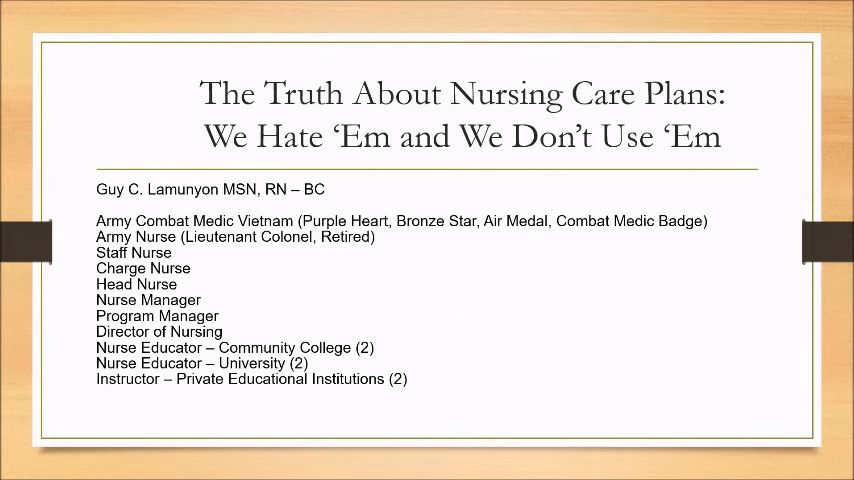 The Truth About Nursing Care Plans:
We Hate ‘Em and We Don’t Use ‘Em
Guy C. Lamunyon MSN, RN – BC
Army Combat Medic Vietnam (Purple Heart, Bronze Star, Air Medal, Combat Medic Badge)
Army Nurse (Lieutenant Colonel, Retired)
Staff Nurse
Charge Nurse
Head Nurse
Nurse Manager
Program Manager
Director of Nursing
Nurse Educator – Community College (2)
Nurse Educator – University (2)
Instructor – Private Educational Institutions (2)